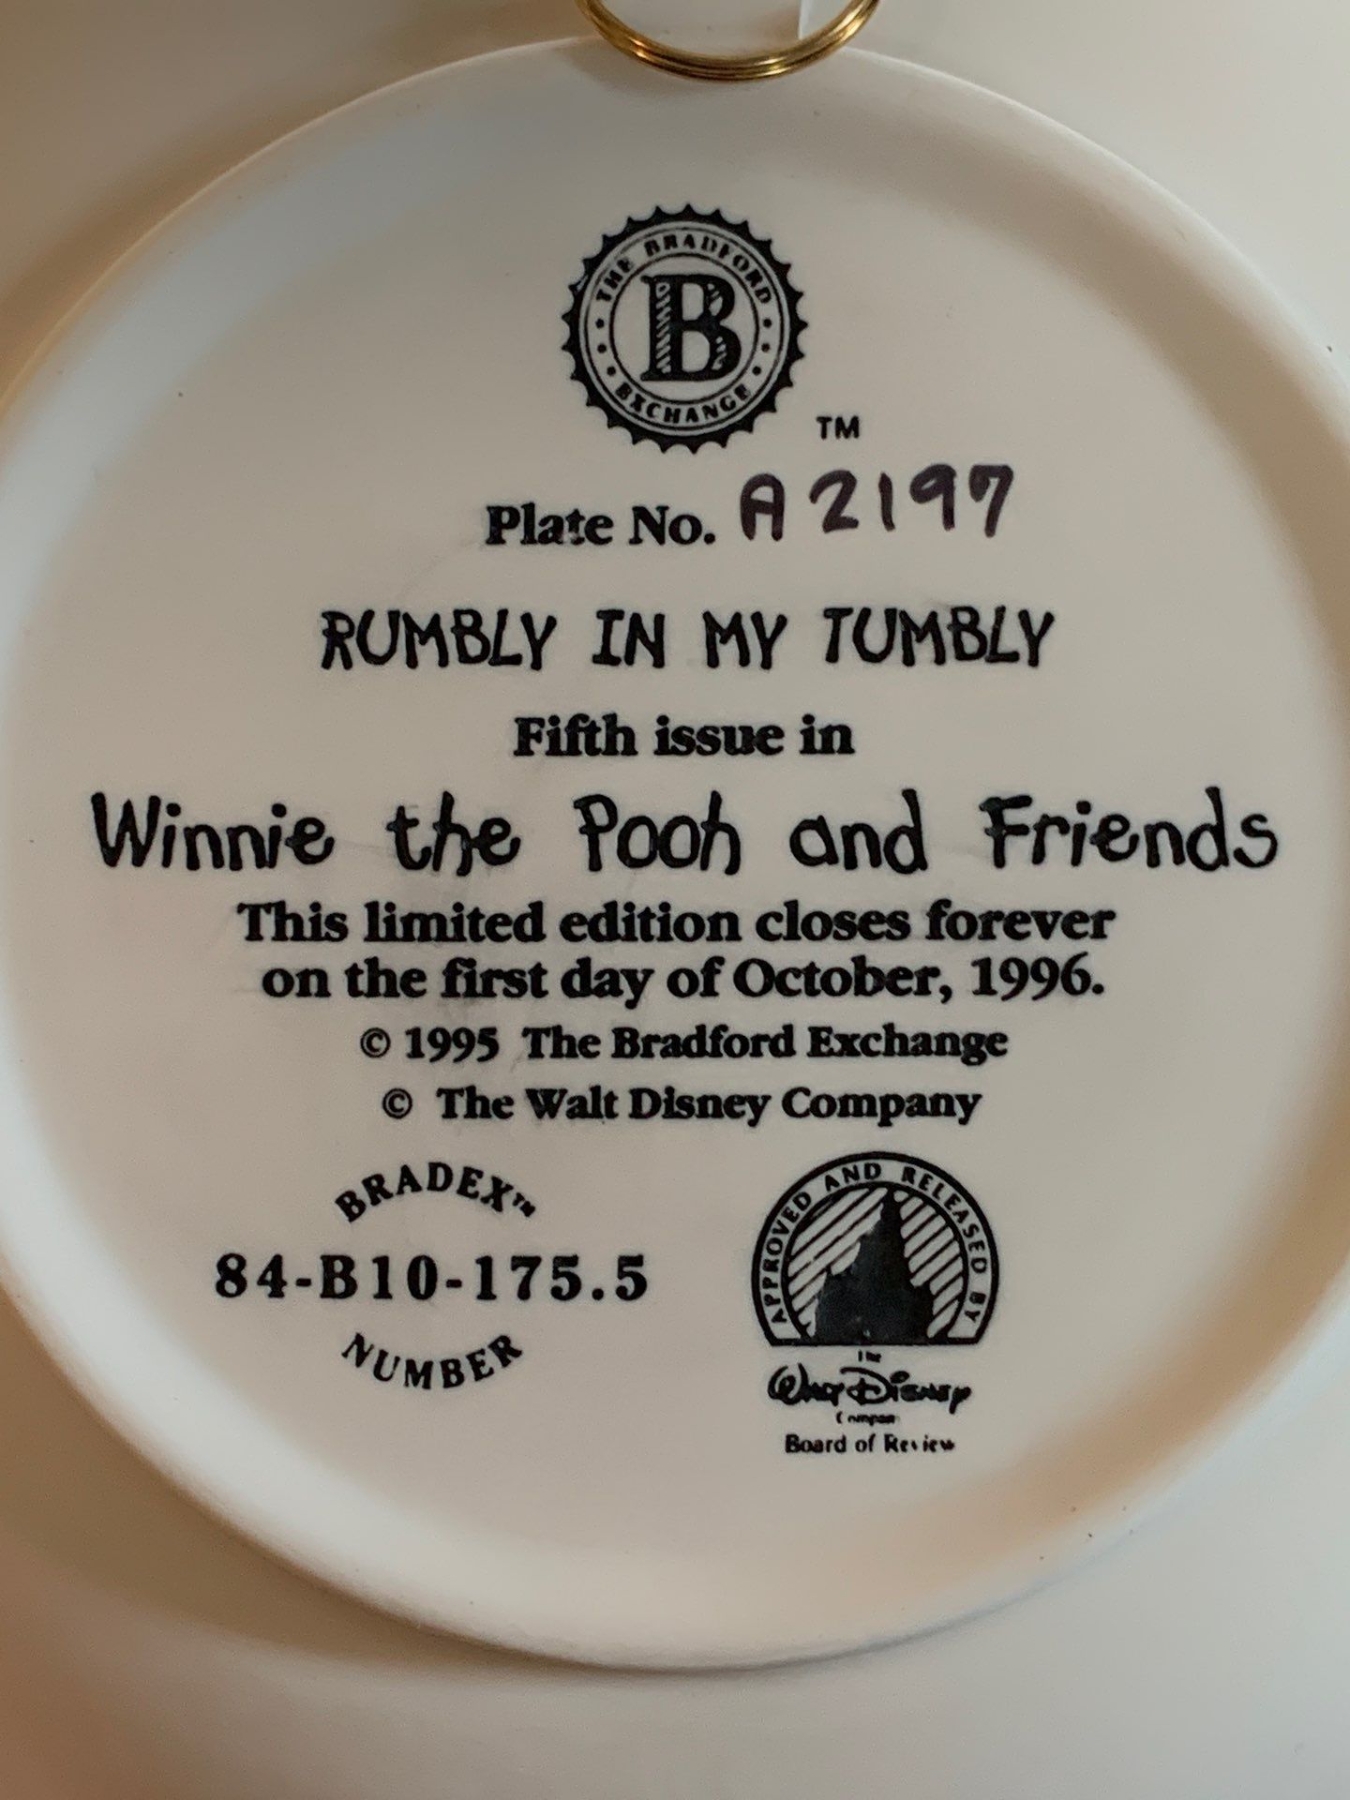 THE BRADFORD
B
EXCHANGE
TM
Plate No. A2197
RUMBLY IN MY TUMBLY
Fifth issue in
Winnie the Pooh and Friends
This limited edition closes forever
on the first day of October, 1996.
© 1995 The Bradford Exchange
© The Walt Disney Company
BRADEX™
84-B10-175.5
NUMBER
APPROVED AND RELEASED BY
The
Walt Disney
Company
Board of Review